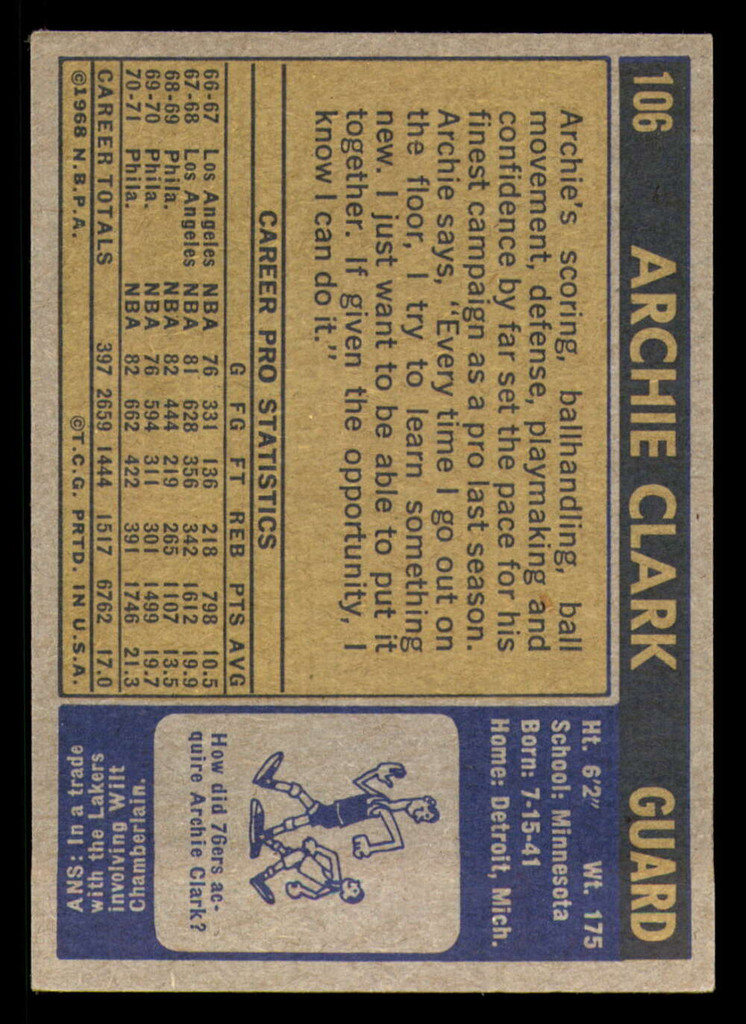 106 ARCHIE CLARK GUARD
Archie's scoring, ballhandling, ball
movement, defense, playmaking and
confidence by far set the pace for his
finest campaign as a pro last season.
Archie says, "Every time I go out on
the floor, I try to learn something
new. I just want to be able to put it
together. If given the opportunity, I
know I can do it."
CAREER PRO STATISTICS
G FG FT REB PTS AVG
66-67 Los Angeles NBA 76 331 136 218 798 10.5
67-68 Los Angeles NBA 81 628 356 342 1612 19.9
68-69 Phila. NBA 82 444 219 265 1107 13.5
69-70 Phila. NBA 76 594 311 301 1499 19.7
70-71 Phila. NBA 82 662 422 391 1746 21.3
CAREER TOTALS 397 2659 1444 1517 6762 17.0
©1968 N.B.P.A. ©T.C.G. PRTD. IN U.S.A.
Ht. 6'2" Wt. 175
School: Minnesota
Born: 7-15-41
Home: Detroit, Mich.
How did 76ers ac-
quire Archie Clark?
ANS: In a trade
with the Lakers
involving Wilt
Chamberlain.